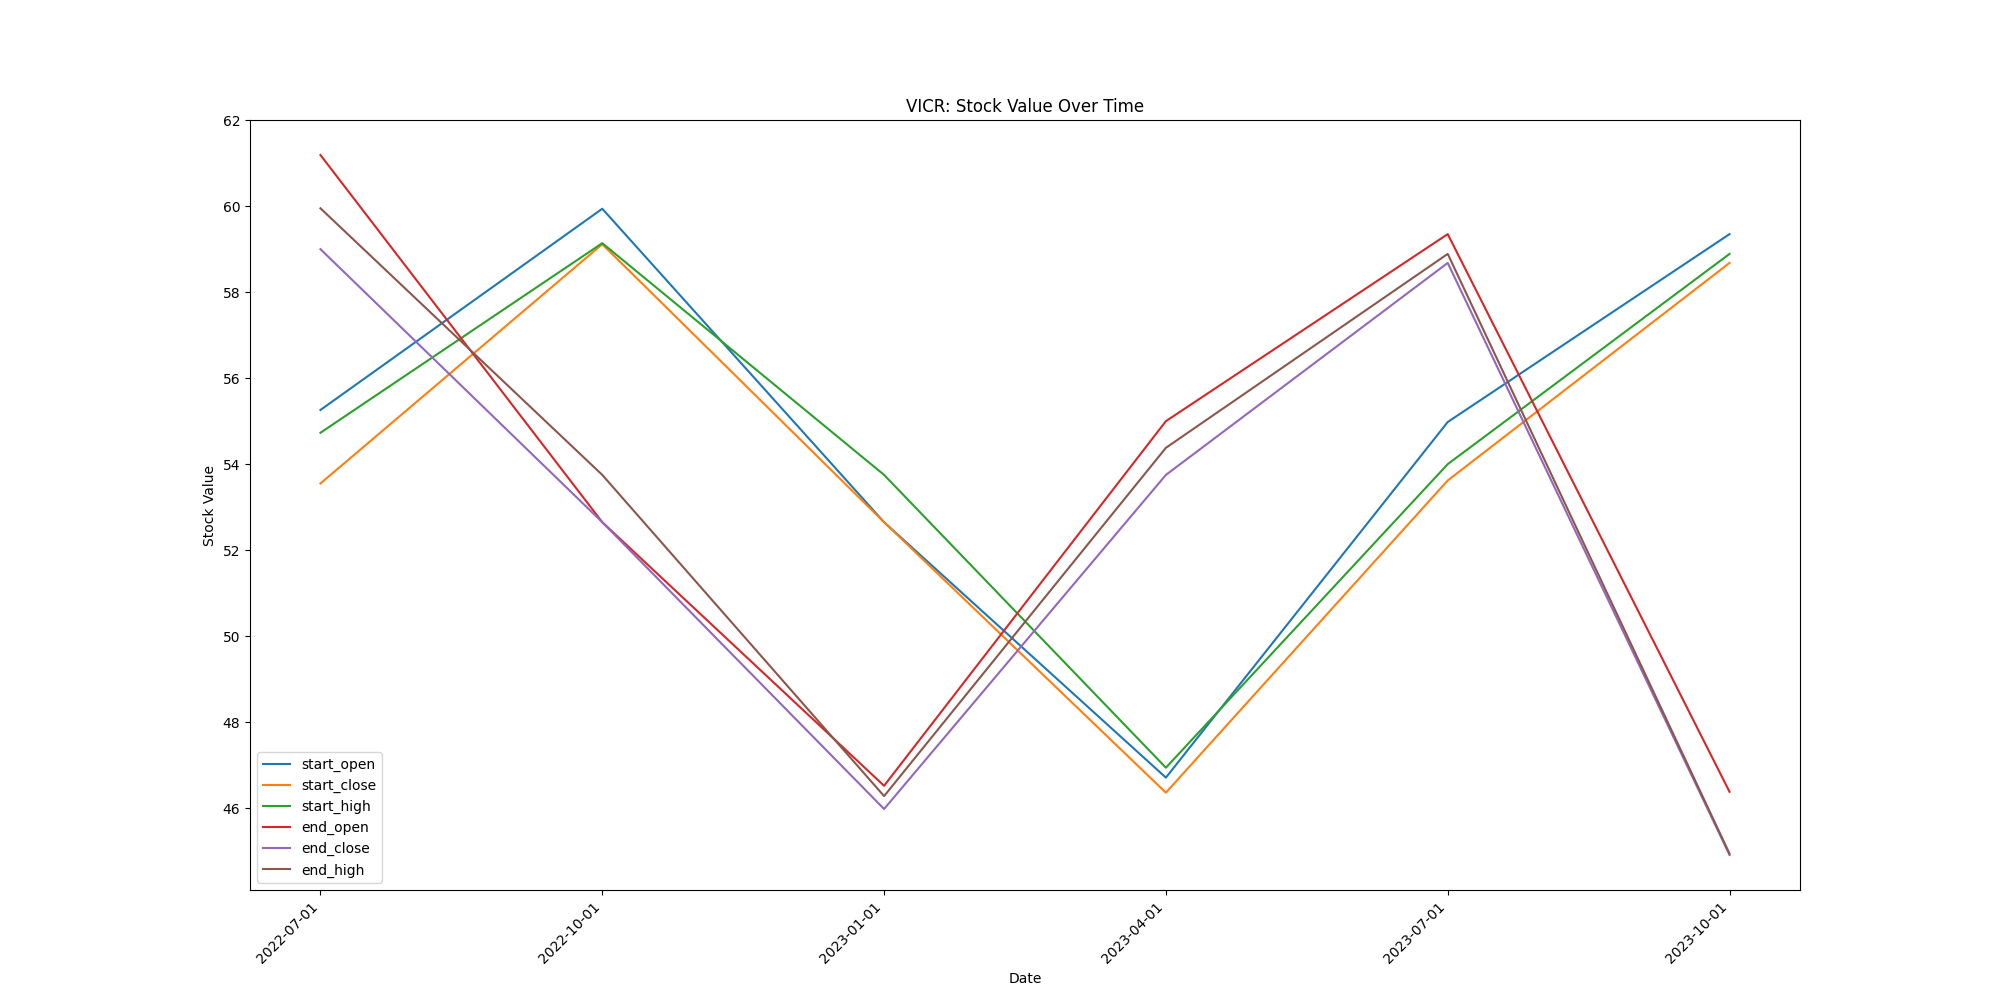 VICR: Stock Value Over Time
62
60
58
56
54
52
50
48
46
Stock Value
start_open
start_close
start_high
end_open
end_close
end_high
2022-07-01
2022-10-01
2023-01-01
2023-04-01
2023-07-01
2023-10-01
Date